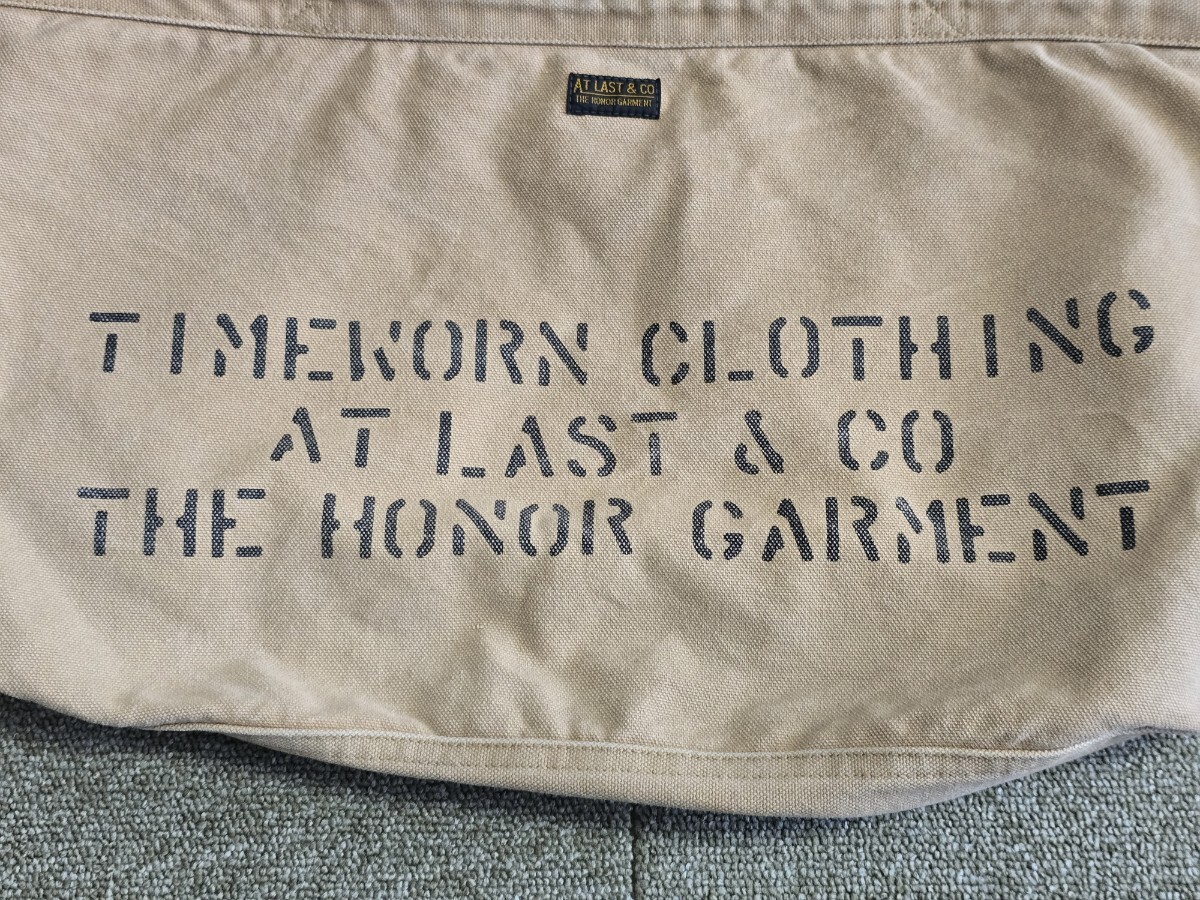 AT LAST & CO
THE HONOR GARMENT
TIMEWORN CLOTHING
AT LAST & CO
THE HONOR GARMENT